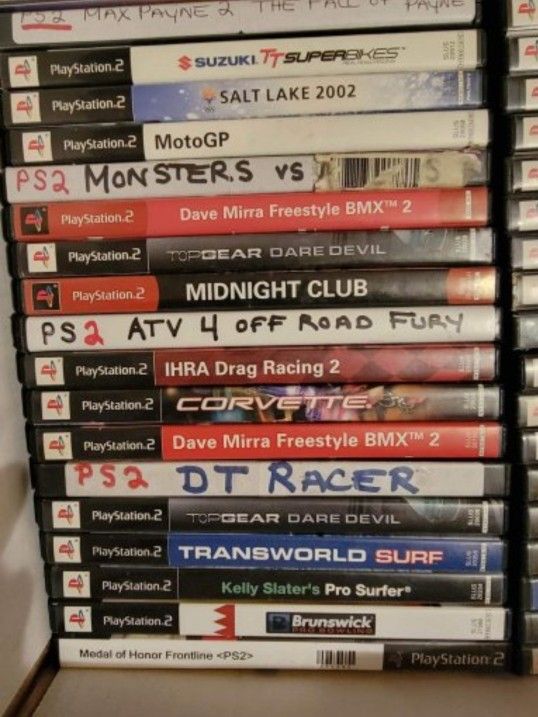 PS2 MAX PAYNE 2 THE FALL OF PAYNE
PlayStation.2 SUZUKI TT SUPERBIKES
PlayStation.2 SALT LAKE 2002
PlayStation.2 MotoGP
PS2 MONSTERS VS S
PlayStation.2 Dave Mirra Freestyle BMX™ 2
PlayStation.2 TOPGEAR DARE DEVIL
PlayStation.2 MIDNIGHT CLUB
PS2 ATV 4 OFF ROAD FURY
PlayStation.2 IHRA Drag Racing 2
PlayStation.2 CORVETTE
PlayStation.2 Dave Mirra Freestyle BMX™ 2
PS2 DT RACER
PlayStation.2 TOPGEAR DARE DEVIL
PlayStation.2 TRANSWORLD SURF
PlayStation.2 Kelly Slater's Pro Surfer®
PlayStation.2 Brunswick
PRO BOWLING
Medal of Honor Frontline <PS2> PlayStation 2